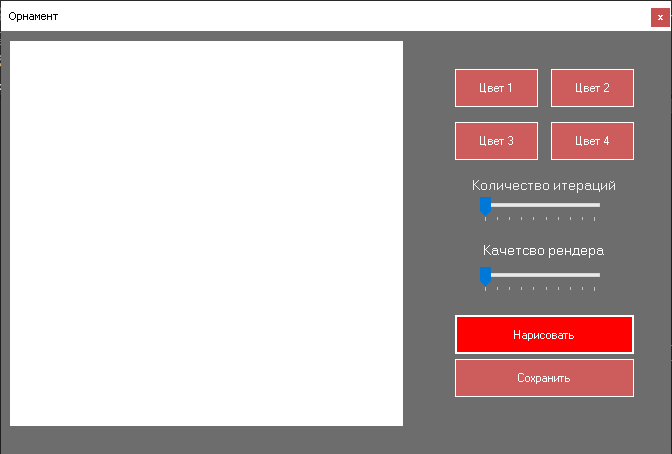 Орнамент
x
Цвет 1
Цвет 2
Цвет 3
Цвет 4
Количество итераций
Качетсво рендера
Нарисовать
Сохранить